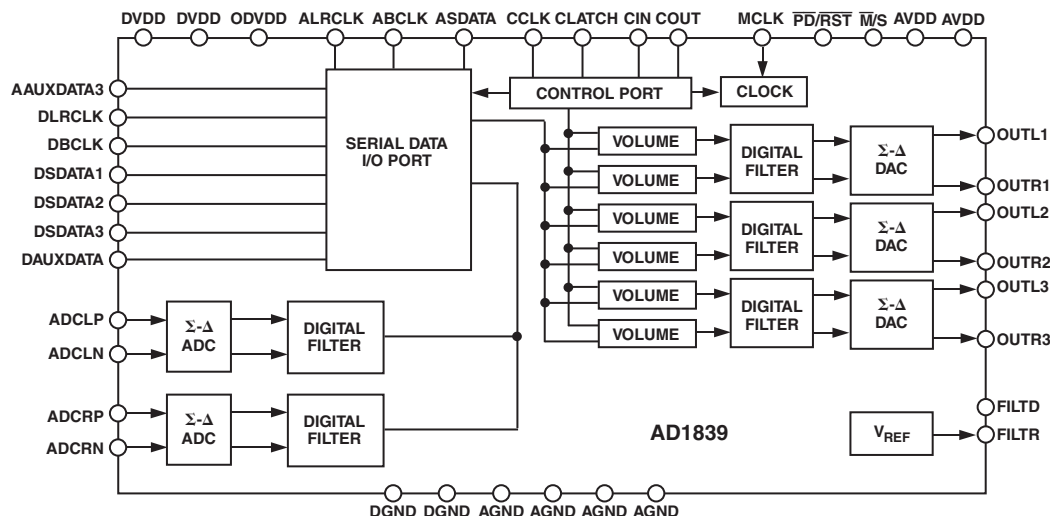 DVDD DVDD ODVDD ALRCLK ABCLK ASDATA CCLK CLATCH CIN COUT MCLK PD/RST M/S AVDD AVDD
AAUXDATA3
DLRCLK
DBCLK
DSDATA1
DSDATA2
DSDATA3
DAUXDATA
SERIAL DATA
I/O PORT
CONTROL PORT
CLOCK
VOLUME
VOLUME
DIGITAL
FILTER
Σ-Δ
DAC
OUTL1
OUTR1
VOLUME
VOLUME
DIGITAL
FILTER
Σ-Δ
DAC
OUTL2
OUTR2
VOLUME
VOLUME
DIGITAL
FILTER
Σ-Δ
DAC
OUTL3
OUTR3
ADCLP
ADCLN
Σ-Δ
ADC
DIGITAL
FILTER
ADCRP
ADCRN
Σ-Δ
ADC
DIGITAL
FILTER
AD1839
VREF
FILTD
FILTR
DGND DGND AGND AGND AGND AGND